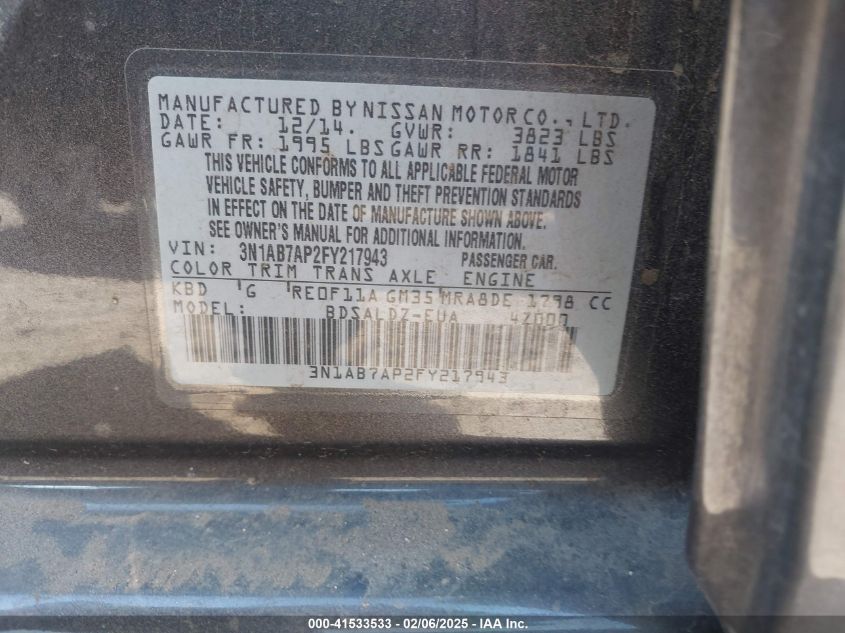 MANUFACTURED BY NISSAN MOTOR CO., LTD.
DATE: 12/14. GVWR: 3823 LBS
GAWR FR: 1995 LBS GAWR RR: 1841 LBS
THIS VEHICLE CONFORMS TO ALL APPLICABLE FEDERAL MOTOR
VEHICLE SAFETY, BUMPER AND THEFT PREVENTION STANDARDS
IN EFFECT ON THE DATE OF MANUFACTURE SHOWN ABOVE.
SEE OWNER'S MANUAL FOR ADDITIONAL INFORMATION.
VIN: 3N1AB7AP2FY217943 PASSENGER CAR.
COLOR TRIM TRANS AXLE ENGINE
KBD G RE0F11A GM35 MRA8DE 1798 CC
MODEL: BDSALDZ-EUA 4Z000
3N1AB7AP2FY217943
000-41533533 - 02/06/2025 - IAA Inc.